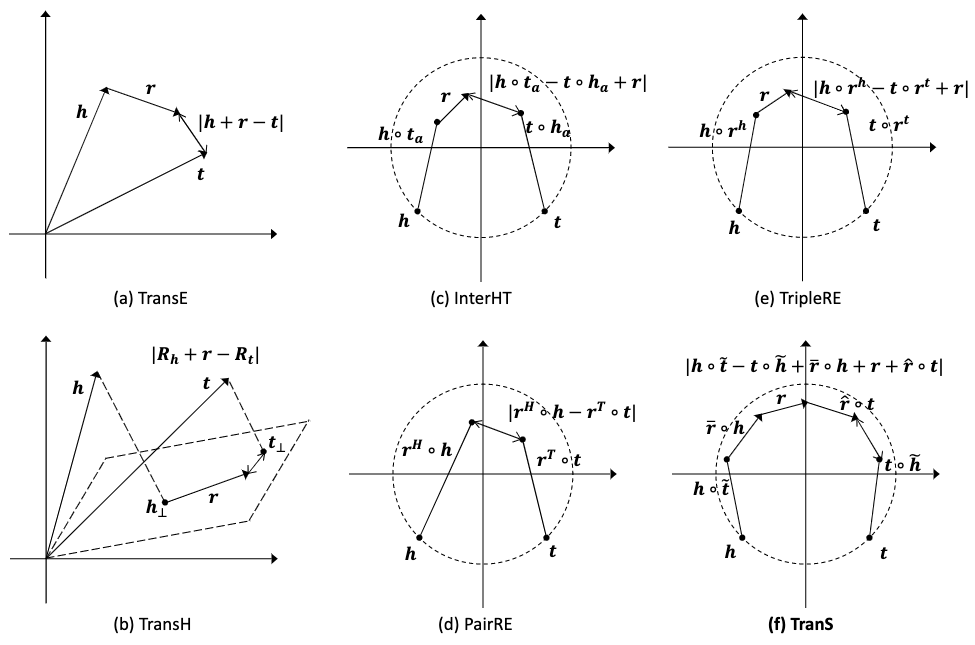 h
r
|h + r − t|
t
(a) TransE
|h ∘ t_a − t ∘ h_a + r|
r
h ∘ t_a
t ∘ h_a
h
t
(c) InterHT
|h ∘ r^h − t ∘ r^t + r|
r
h ∘ r^h
t ∘ r^t
h
t
(e) TripleRE
|R_h + r − R_t|
h
t
t_⊥
r
h_⊥
(b) TransH
|r^H ∘ h − r^T ∘ t|
r^H ∘ h
r^T ∘ t
h
t
(d) PairRE
|h ∘ t̃ − t ∘ h̃ + r̄ ∘ h + r + r̂ ∘ t|
r
r̂ ∘ t
r̄ ∘ h
t ∘ h̃
h ∘ t̃
h
t
(f) TranS